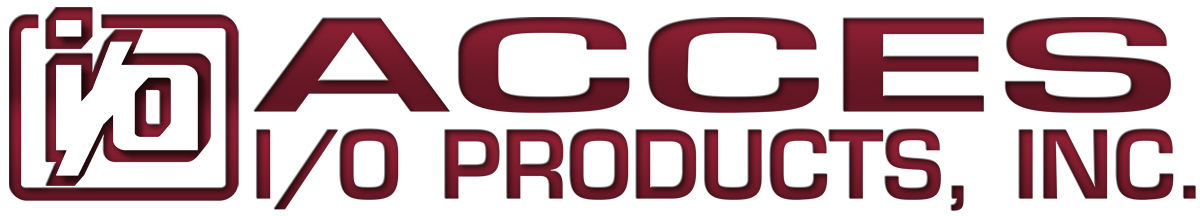 i/o
ACCES
I/O PRODUCTS, INC.